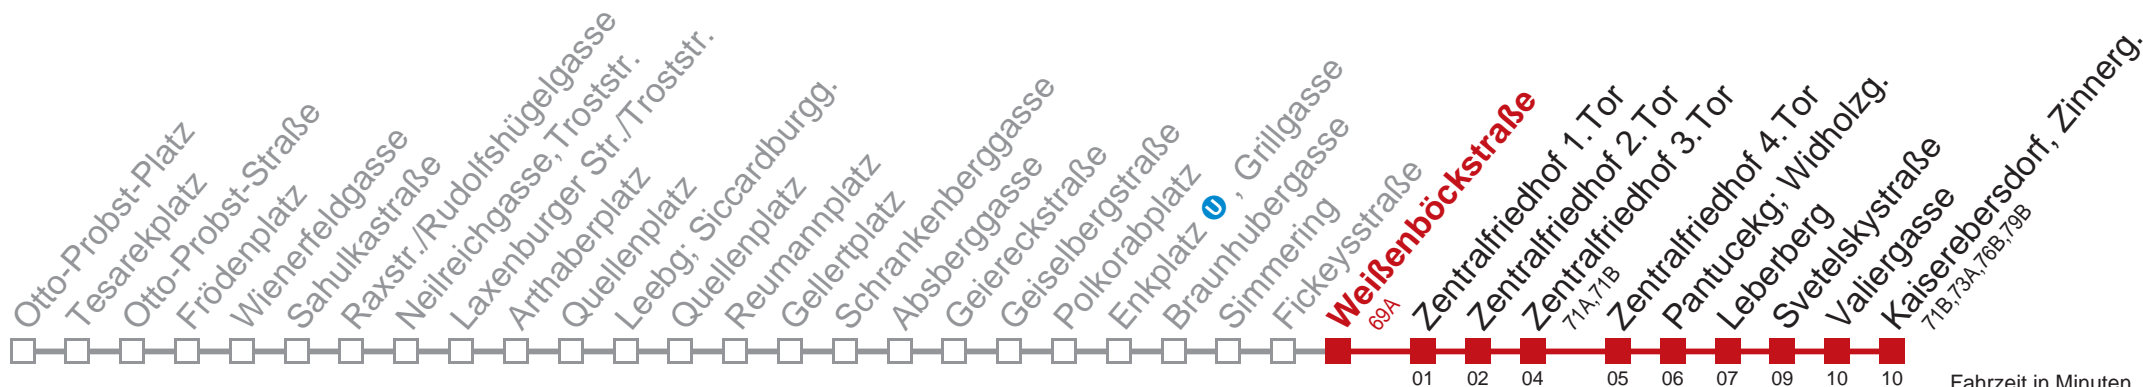 Otto-Probst-Platz
Tesarekplatz
Otto-Probst-Straße
Frödenplatz
Wienerfeldgasse
Sahulkastraße
Raxstr./Rudolfshügelgasse
Neilreichgasse, Troststr.
Laxenburger Str./Troststr.
Arthaberplatz
Quellenplatz
Leebg; Siccardburgg.
Quellenplatz
Reumannplatz
Gellertplatz
Schrankenberggasse
Absberggasse
Geiereckstraße
Geiselbergstraße
Polkorabplatz
Enkplatz U , Grillgasse
Braunhubergasse
Simmering
Fickeysstraße
Weißenböckstraße
69A
Zentralfriedhof 1.Tor
Zentralfriedhof 2.Tor
Zentralfriedhof 3.Tor
71A,71B
Zentralfriedhof 4.Tor
Pantucekg; Widholzg.
Leberberg
Svetelskystraße
Valiergasse
Kaiserebersdorf, Zinnerg.
71B,73A,76B,79B
01 02 04 05 06 07 09 10 10
Fahrzeit in Minuten